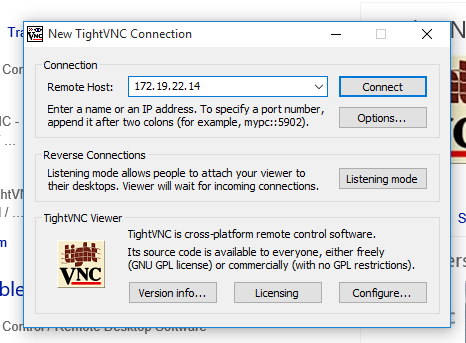 New TightVNC Connection
Connection
Remote Host:
172.19.22.14
Connect
Enter a name or an IP address. To specify a port number,
append it after two colons (for example, mypc::5902).
Options...
Reverse Connections
Listening mode allows people to attach your viewer to
their desktops. Viewer will wait for incoming connections.
Listening mode
TightVNC Viewer
VNC
TightVNC is cross-platform remote control software.
Its source code is available to everyone, either freely
(GNU GPL license) or commercially (with no GPL restrictions).
Version info...
Licensing
Configure...
Control / Remote Desktop Software